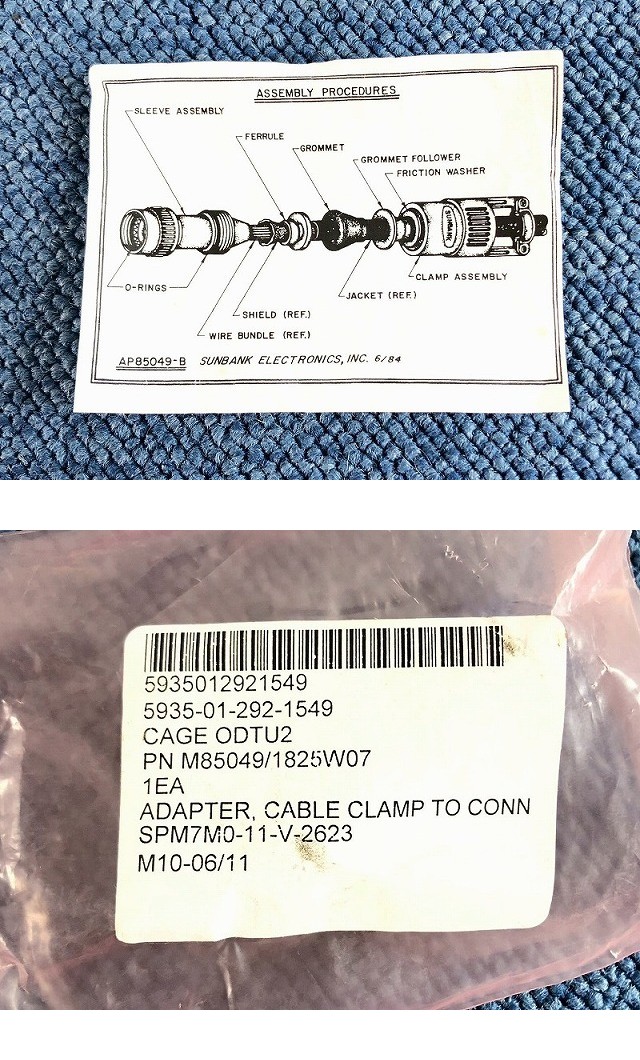 ASSEMBLY PROCEDURES
SLEEVE ASSEMBLY
FERRULE
GROMMET
GROMMET FOLLOWER
FRICTION WASHER
SUNBANK
O-RINGS
CLAMP ASSEMBLY
JACKET (REF.)
SHIELD (REF.)
WIRE BUNDLE (REF.)
AP85049-B SUNBANK ELECTRONICS, INC. 6/84
5935012921549
5935-01-292-1549
CAGE ODTU2
PN M85049/1825W07
1EA
ADAPTER, CABLE CLAMP TO CONN
SPM7M0-11-V-2623
M10-06/11